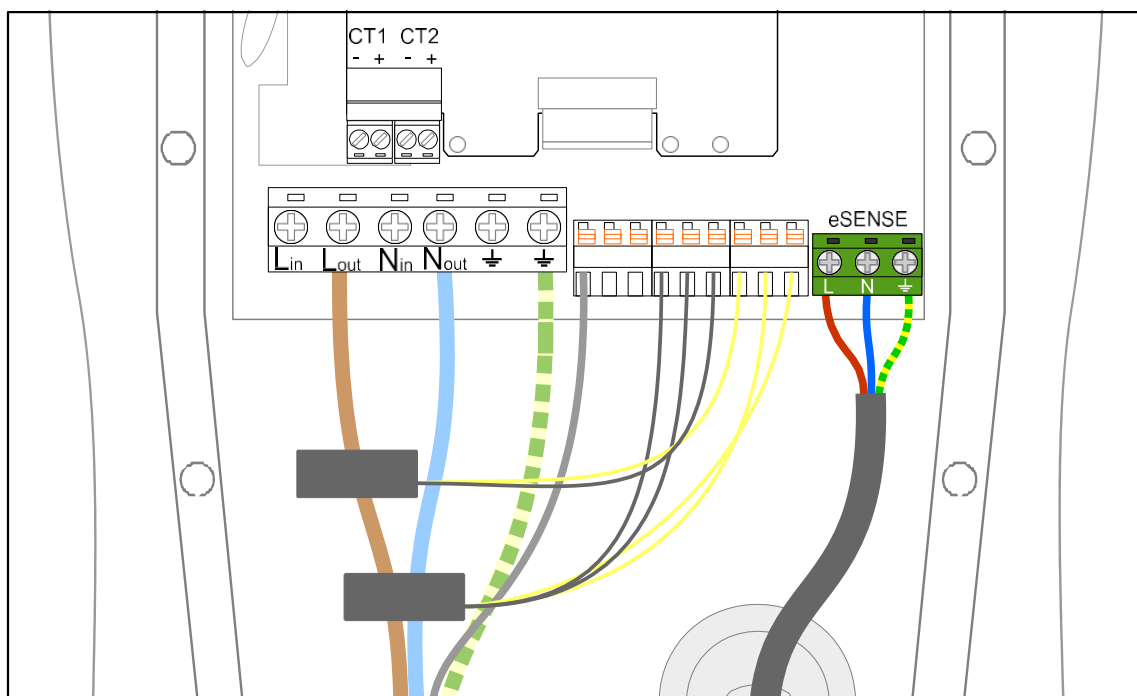 CT1 CT2
- + - +
Lin Lout Nin Nout
eSENSE
L N